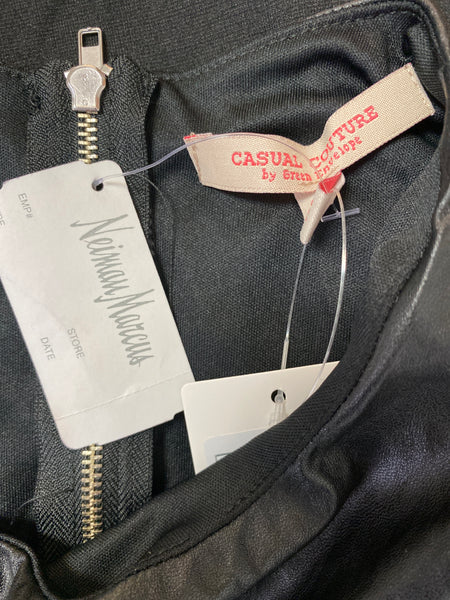 CASUAL COUTURE
by Green Envelope
Neiman Marcus
EMP#
STORE
DATE